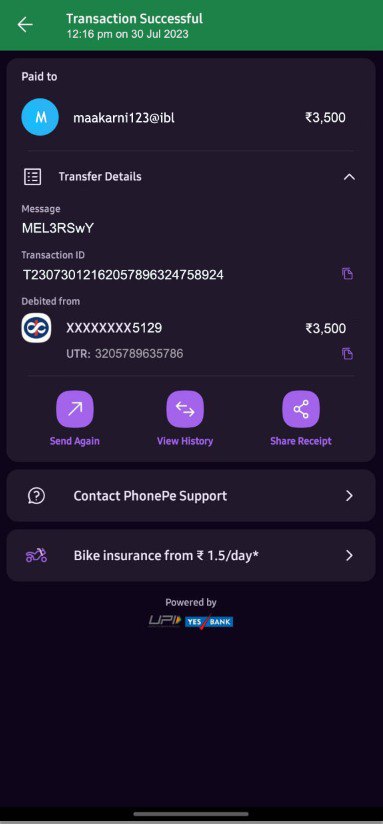 Transaction Successful
12:16 pm on 30 Jul 2023
Paid to
M
maakarni123@ibl ₹3,500
Transfer Details
Message
MEL3RSwY
Transaction ID
T23073012162057896324758924
Debited from
XXXXXXXX5129 ₹3,500
UTR: 3205789635786
Send Again View History Share Receipt
Contact PhonePe Support
Bike insurance from ₹ 1.5/day*
Powered by
UPI YES BANK